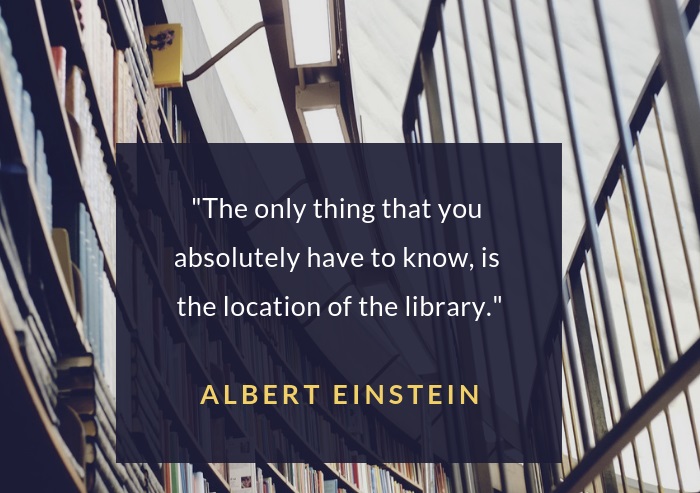 "The only thing that you
absolutely have to know, is
the location of the library."
ALBERT EINSTEIN